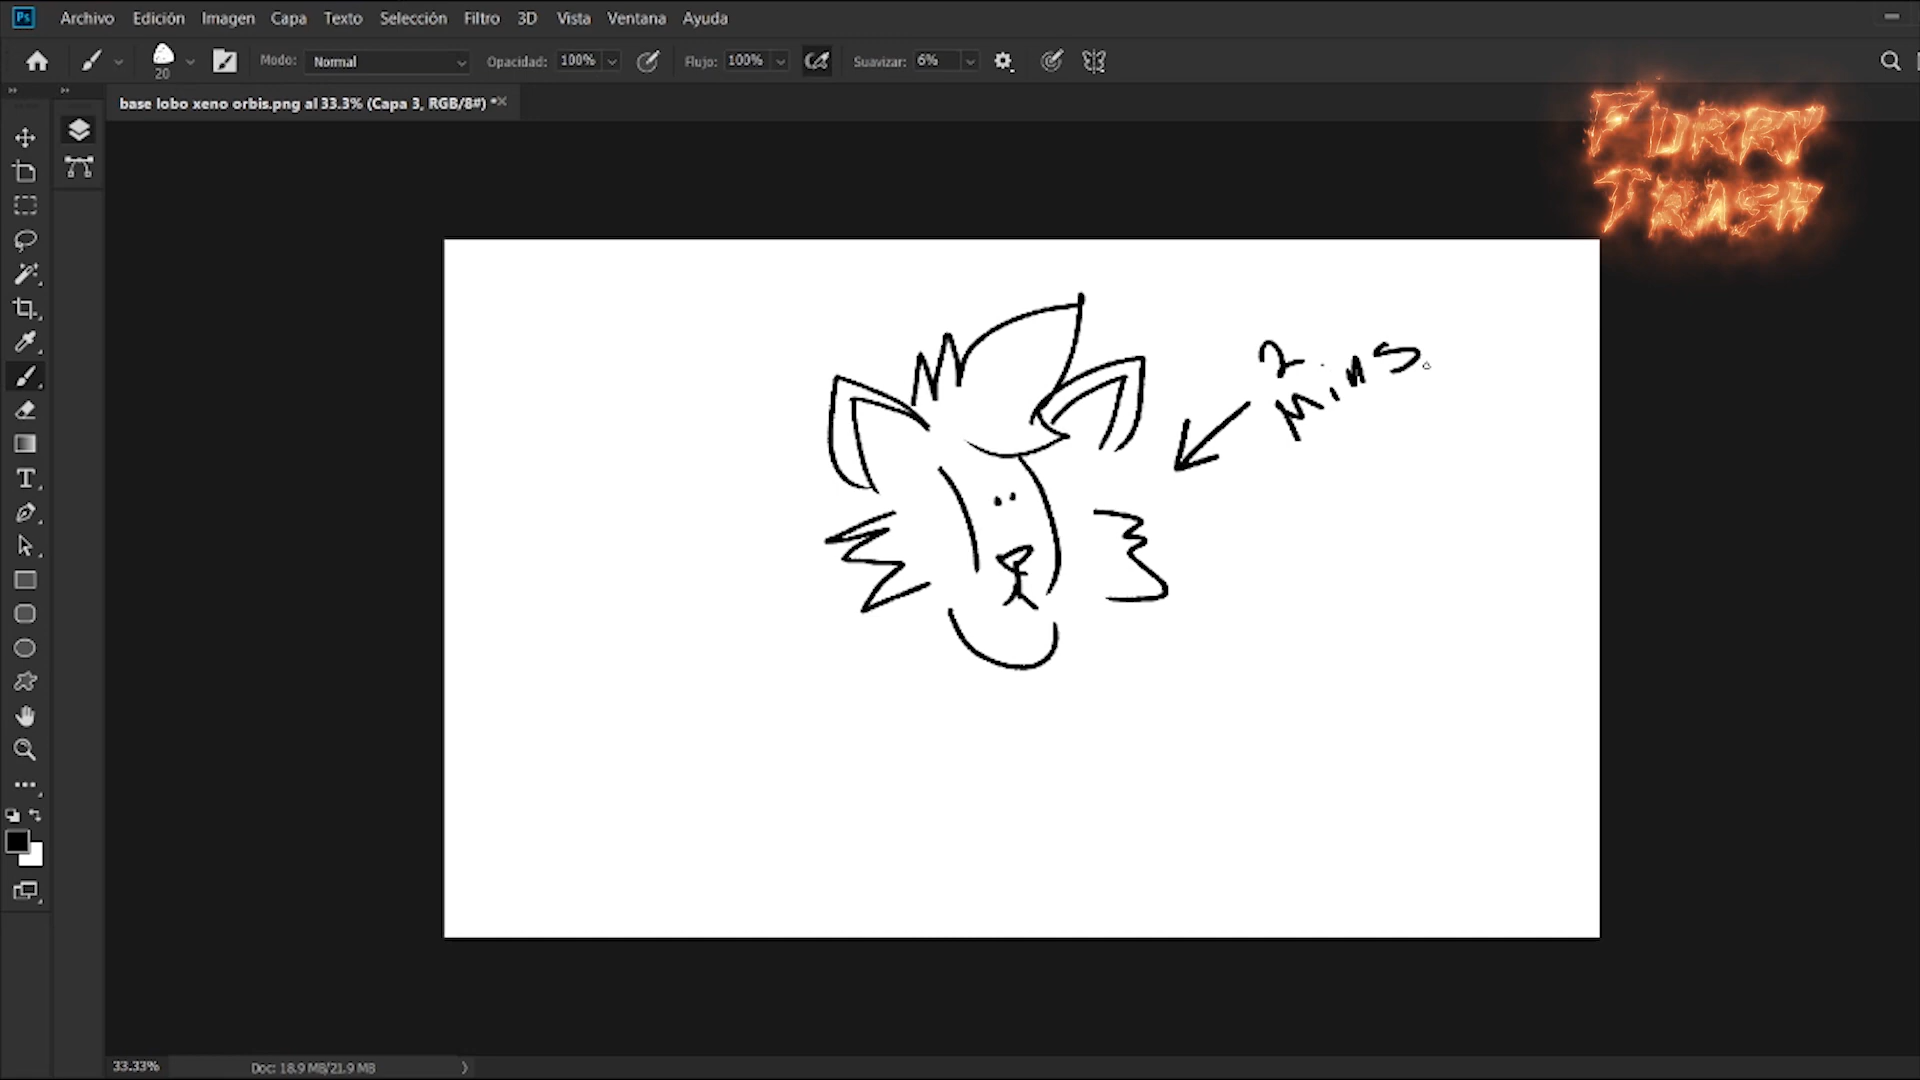 Ps Archivo Edición Imagen Capa Texto Selección Filtro 3D Vista Ventana Ayuda
20 Modo: Normal Opacidad: 100% Flujo: 100% Suavizar: 6%
base lobo xeno orbis.png al 33.3% (Capa 3, RGB/8#) *
FURRY
TRASH
2
Mins.
33.33% Doc: 18.9 MB/21.9 MB